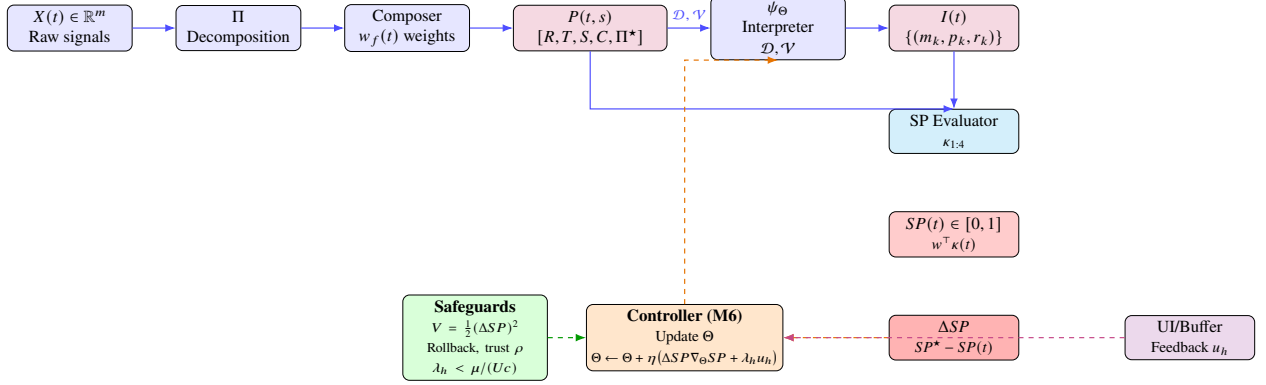 X(t) ∈ ℝ^m
Raw signals
Π
Decomposition
Composer
w_f(t) weights
P(t, s)
[R, T, S, C, Π⋆]
𝒟, 𝒱
ψ_Θ
Interpreter
𝒟, 𝒱
I(t)
{(m_k, p_k, r_k)}
SP Evaluator
κ_{1:4}
SP(t) ∈ [0, 1]
w^⊤κ(t)
Safeguards
V = ½(ΔSP)²
Rollback, trust ρ
λ_h < μ/(Uc)
Controller (M6)
Update Θ
Θ ← Θ + η(ΔSP ∇_Θ SP + λ_h u_h)
ΔSP
SP⋆ − SP(t)
UI/Buffer
Feedback u_h